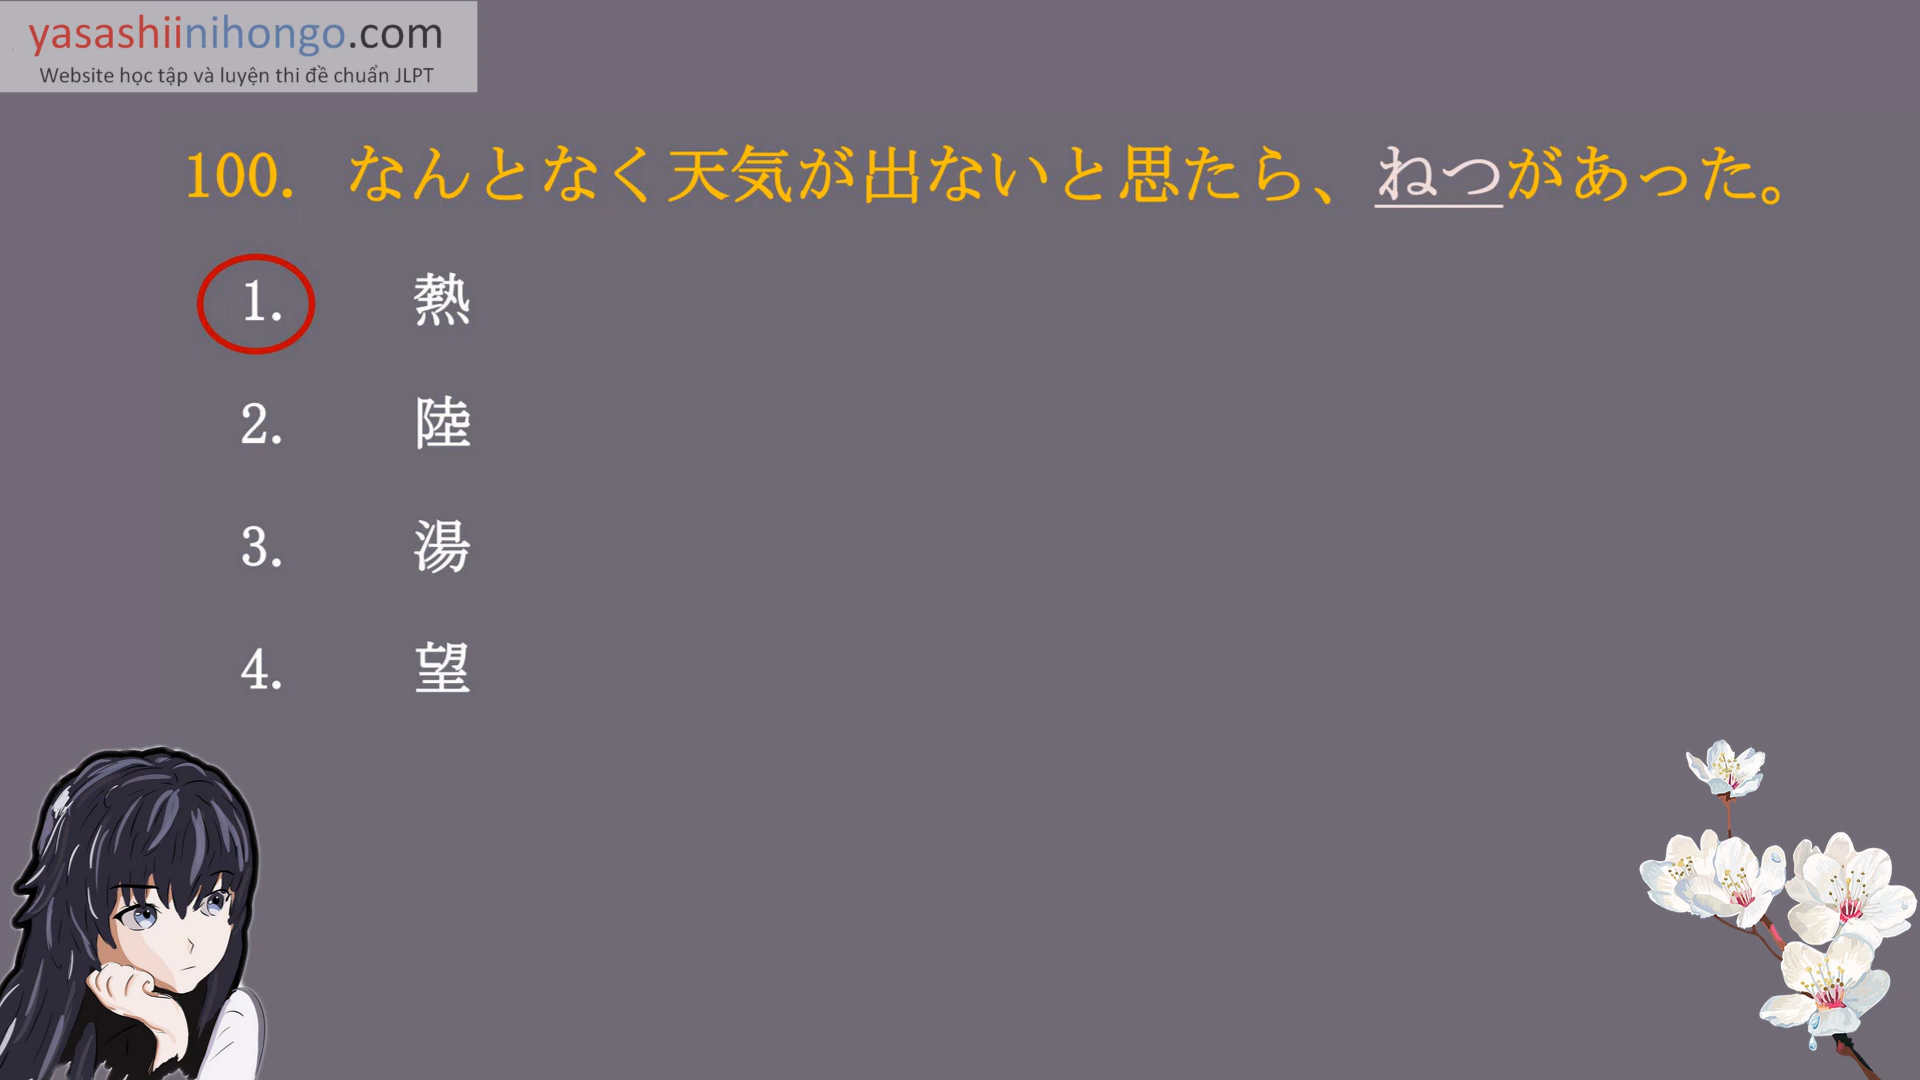 yasashiinihongo.com
Website học tập và luyện thi đề chuẩn JLPT
100. なんとなく天気が出ないと思たら、ねつがあった。
1. 熱
2. 陸
3. 湯
4. 望